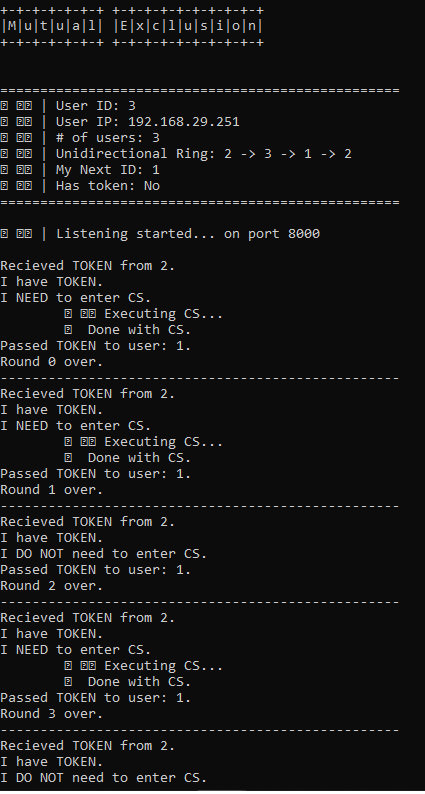 +-+-+-+-+-+-+ +-+-+-+-+-+-+-+-+-+
|M|u|t|u|a|l| |E|x|c|l|u|s|i|o|n|
+-+-+-+-+-+-+ +-+-+-+-+-+-+-+-+-+
==================================================
| User ID: 3
| User IP: 192.168.29.251
| # of users: 3
| Unidirectional Ring: 2 -> 3 -> 1 -> 2
| My Next ID: 1
| Has token: No
==================================================
| Listening started... on port 8000
Recieved TOKEN from 2.
I have TOKEN.
I NEED to enter CS.
Executing CS...
Done with CS.
Passed TOKEN to user: 1.
Round 0 over.
--------------------------------------------------
Recieved TOKEN from 2.
I have TOKEN.
I NEED to enter CS.
Executing CS...
Done with CS.
Passed TOKEN to user: 1.
Round 1 over.
--------------------------------------------------
Recieved TOKEN from 2.
I have TOKEN.
I DO NOT need to enter CS.
Passed TOKEN to user: 1.
Round 2 over.
--------------------------------------------------
Recieved TOKEN from 2.
I have TOKEN.
I NEED to enter CS.
Executing CS...
Done with CS.
Passed TOKEN to user: 1.
Round 3 over.
--------------------------------------------------
Recieved TOKEN from 2.
I have TOKEN.
I DO NOT need to enter CS.